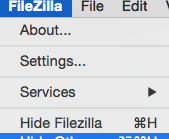 FileZilla File Edit
About...
Settings...
Services ▶
Hide Filezilla ⌘H